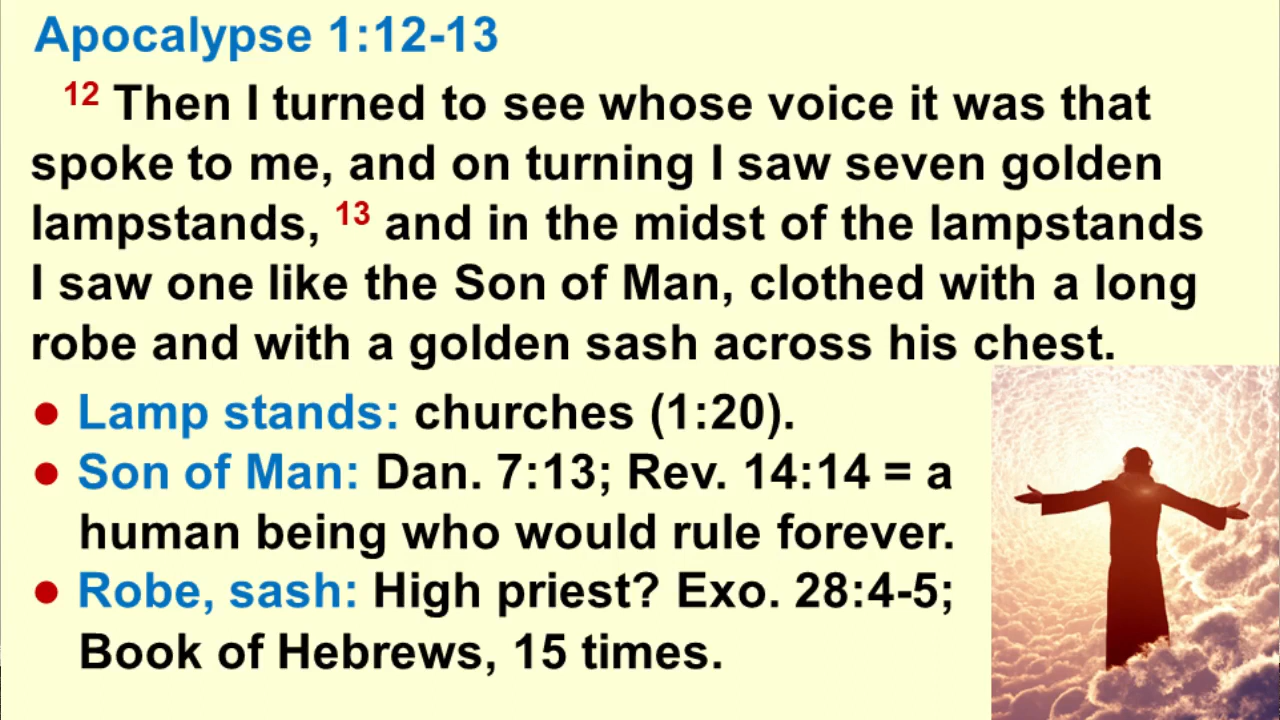 Apocalypse 1:12-13
12 Then I turned to see whose voice it was that
spoke to me, and on turning I saw seven golden
lampstands, 13 and in the midst of the lampstands
I saw one like the Son of Man, clothed with a long
robe and with a golden sash across his chest.
● Lamp stands: churches (1:20).
● Son of Man: Dan. 7:13; Rev. 14:14 = a
human being who would rule forever.
● Robe, sash: High priest? Exo. 28:4-5;
Book of Hebrews, 15 times.